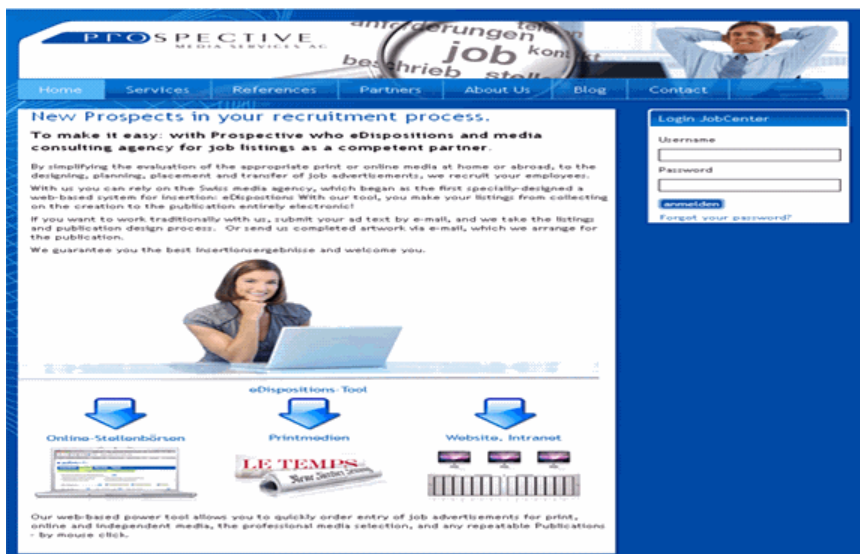 PROSPECTIVE
MEDIA SERVICES AG
anforderungen
job
Home Services References Partners About Us Blog Contact
New Prospects in your recruitment process.
To make it easy: with Prospective who eDispositions and media
consulting agency for job listings as a competent partner.
By simplifying the evaluation of the appropriate print or online media at home or abroad, to the
designing, planning, placement and transfer of job advertisements, we recruit your employees.
With us you can rely on the Swiss media agency, which began as the first specially-designed a
web-based system for insertion: eDispositions With our tool, you make your listings from collecting
on the creation to the publication entirely electronic!
If you want to work traditionally with us, submit your ad text by e-mail, and we take the listings
and publication design process. Or send us completed artwork via e-mail, which we arrange for
the publication.
We guarantee you the best Insertionsergebnisse and welcome you.
Login JobCenter
Username
Password
anmelden
Forgot your password?
eDispositions-Tool
Online-Stellenbörsen
Printmedien
Website, Intranet
LE TEMPS
Our web-based power tool allows you to quickly order entry of job advertisements for print,
online and independent media, the professional media selection, and any repeatable Publications
- by mouse click.